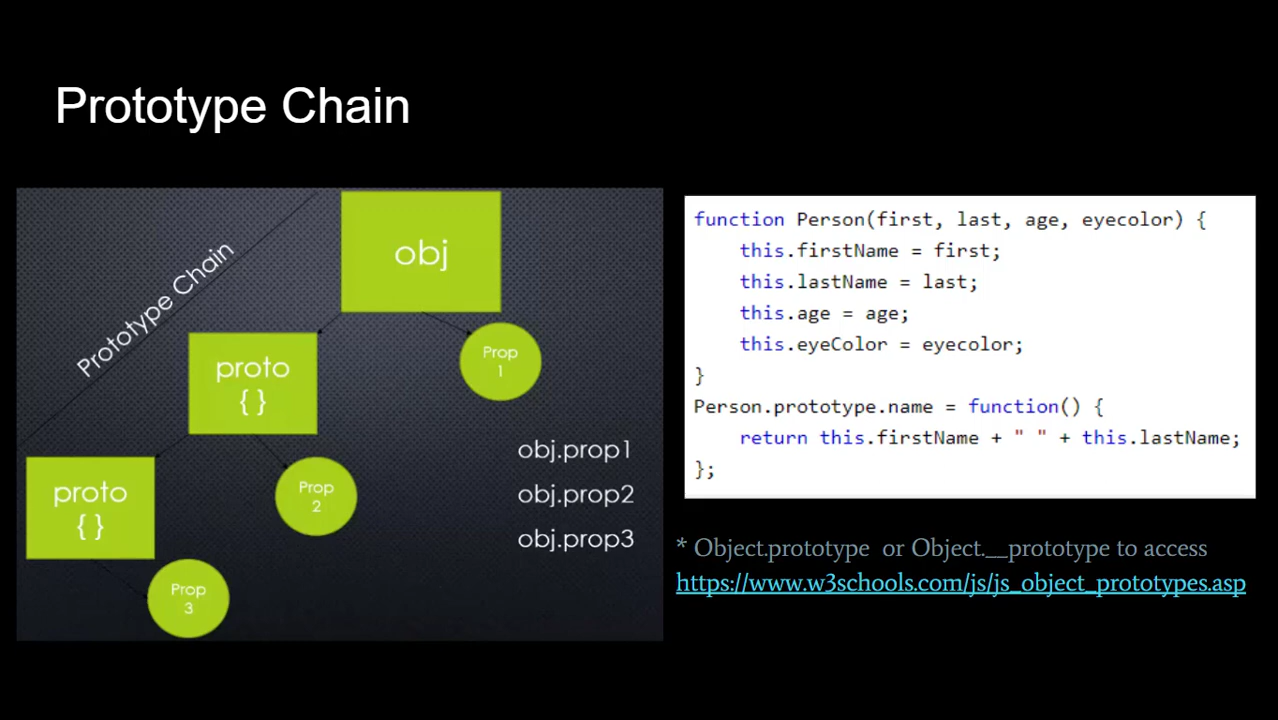 Prototype Chain
Prototype Chain
obj
proto
{ }
Prop
1
proto
{ }
Prop
2
Prop
3
obj.prop1
obj.prop2
obj.prop3
function Person(first, last, age, eyecolor) {
    this.firstName = first;
    this.lastName = last;
    this.age = age;
    this.eyeColor = eyecolor;
}
Person.prototype.name = function() {
    return this.firstName + " " + this.lastName;
};
* Object.prototype or Object.__prototype to access
https://www.w3schools.com/js/js_object_prototypes.asp